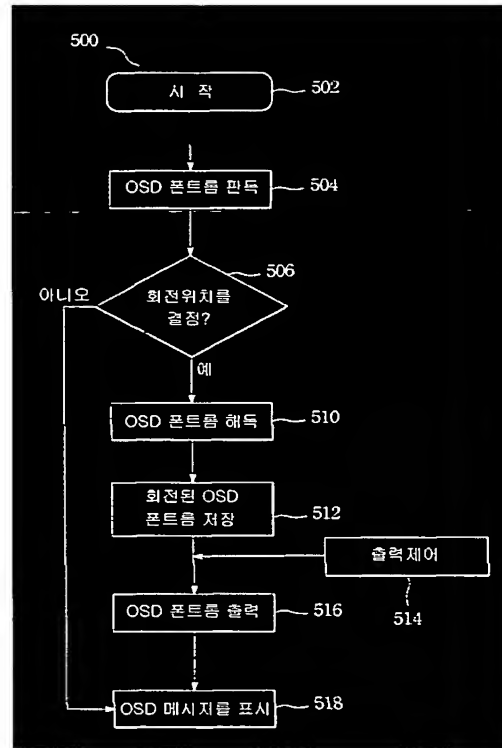 500
시 작
502
OSD 폰트롬 판독
504
506
아니오
회전위치를
결정?
예
OSD 폰트롬 해독
510
회전된 OSD
폰트롬 저장
512
출력제어
514
OSD 폰트롬 출력
516
OSD 메시지를 표시
518